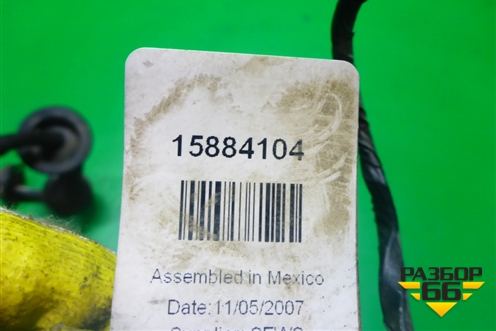 15884104
Assembled in Mexico
Date:11/05/2007
РАЗБОР
66